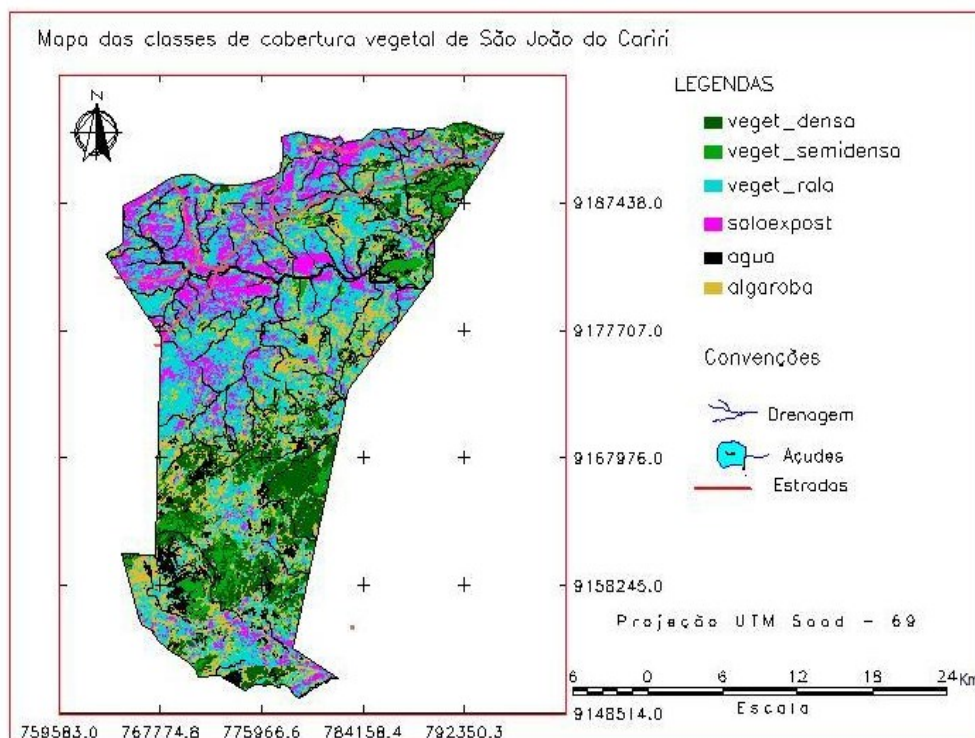 Mapa das classes de cobertura vegetal de São João do Cariri
N
LEGENDAS
veget_densa
veget_semidensa
veget_rala
soloexpost
agua
algaroba
9187438.0
9177707.0
9167976.0
9158245.0
9148514.0
Convenções
Drenagem
Açudes
Estradas
Projeção UTM Saad - 69
6 0 6 12 18 24 Km
Escala
759583.0 767774.8 775966.6 784158.4 792350.3